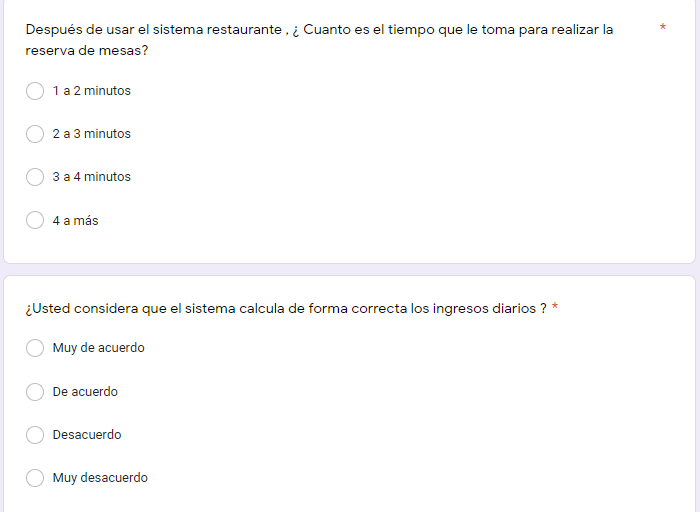 Después de usar el sistema restaurante , ¿ Cuanto es el tiempo que le toma para realizar la *
reserva de mesas?
1 a 2 minutos
2 a 3 minutos
3 a 4 minutos
4 a más
¿Usted considera que el sistema calcula de forma correcta los ingresos diarios ? *
Muy de acuerdo
De acuerdo
Desacuerdo
Muy desacuerdo